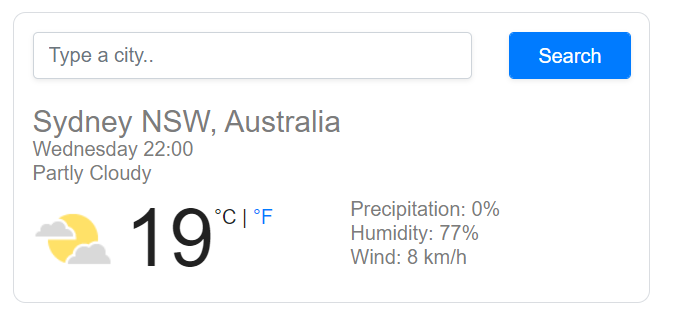 Type a city..
Search
Sydney NSW, Australia
Wednesday 22:00
Partly Cloudy
19°C | °F
Precipitation: 0%
Humidity: 77%
Wind: 8 km/h